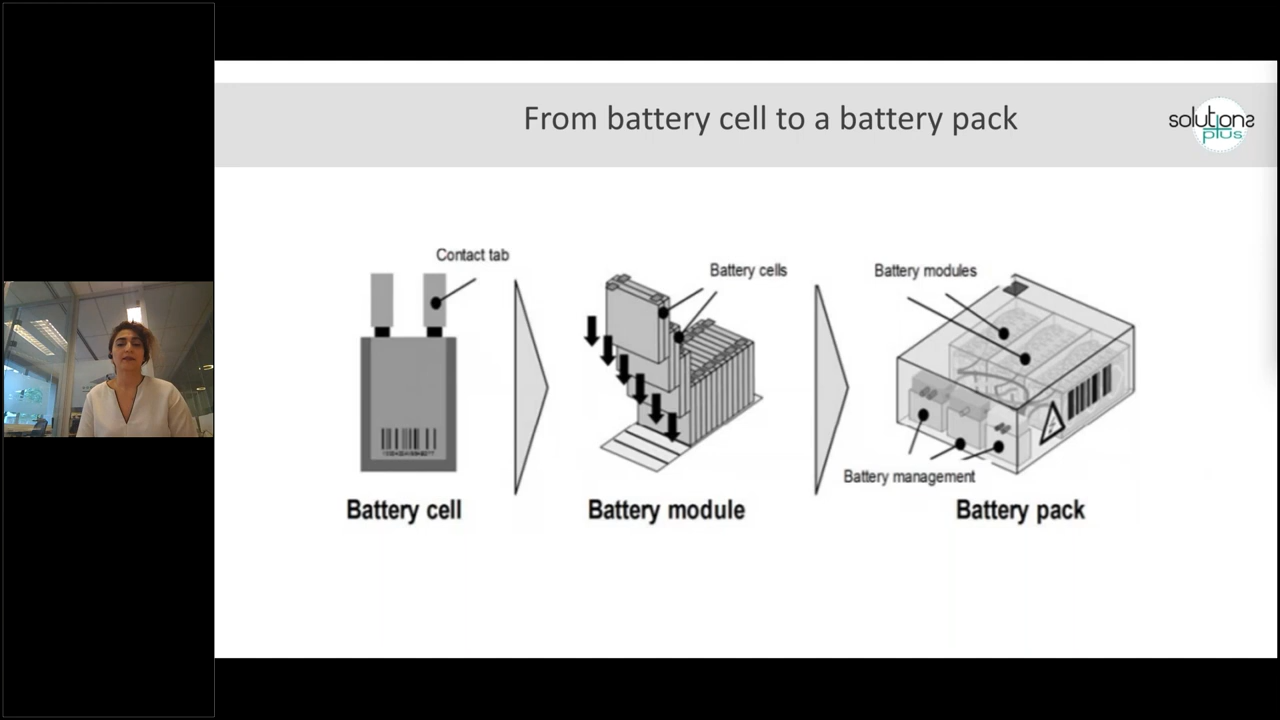 From battery cell to a battery pack
solutions
plus
Contact tab
Battery cells
Battery modules
Battery management
Battery cell
Battery module
Battery pack